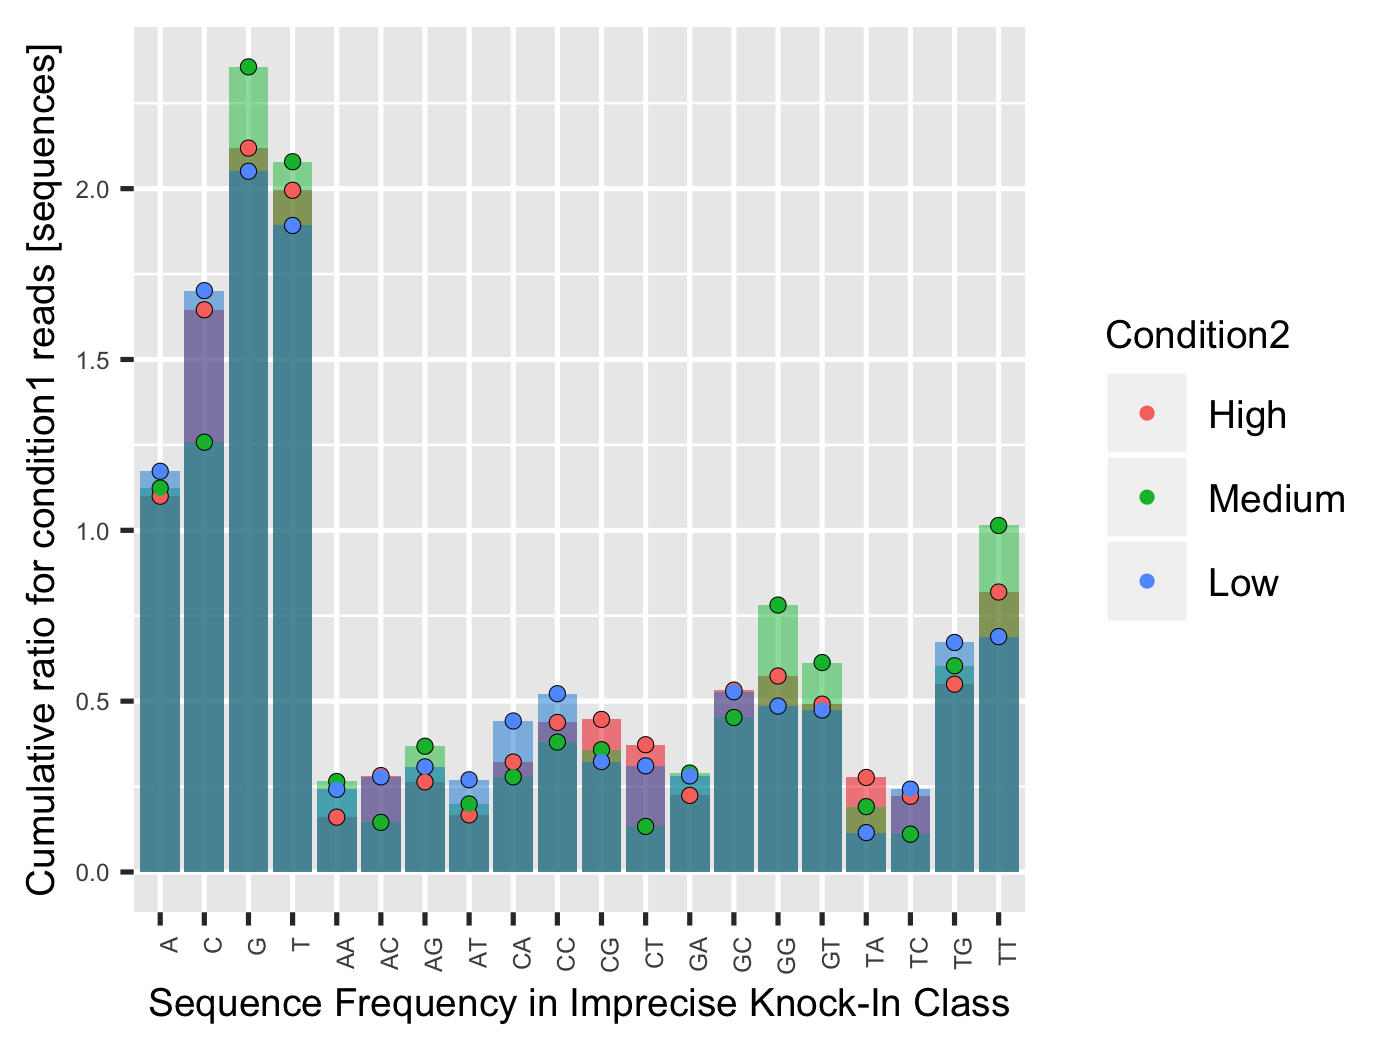 Cumulative ratio for condition1 reads [sequences]
2.0
1.5
1.0
0.5
0.0
A C G T AA AC AG AT CA CC CG CT GA GC GG GT TA TC TG TT
Sequence Frequency in Imprecise Knock-In Class
Condition2
High
Medium
Low